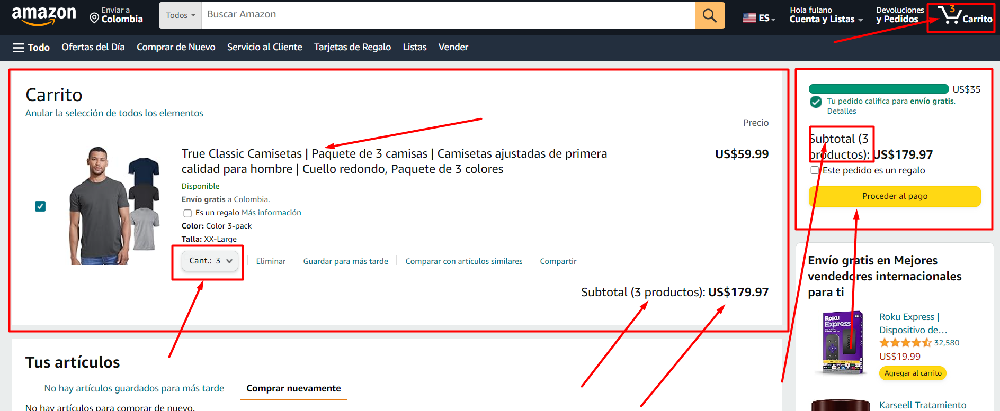 amazon
Enviar a
Colombia
Todos
Buscar Amazon
ES
Hola fulano
Cuenta y Listas
Devoluciones
y Pedidos
3
Carrito
Todo
Ofertas del Día
Comprar de Nuevo
Servicio al Cliente
Tarjetas de Regalo
Listas
Vender
Carrito
Anular la selección de todos los elementos
Precio
True Classic Camisetas | Paquete de 3 camisas | Camisetas ajustadas de primera
calidad para hombre | Cuello redondo, Paquete de 3 colores
US$59.99
Disponible
Envío gratis a Colombia.
Es un regalo Más información
Color: Color 3-pack
Talla: XX-Large
Cant.: 3
Eliminar
Guardar para más tarde
Comparar con artículos similares
Compartir
Subtotal (3 productos): US$179.97
Tus artículos
No hay artículos guardados para más tarde
Comprar nuevamente
No hay artículos para comprar de nuevo.
US$35
Tu pedido califica para envío gratis.
Detalles
Subtotal (3
productos): US$179.97
Este pedido es un regalo
Proceder al pago
Envío gratis en Mejores
vendedores internacionales
para ti
Roku
Express
Roku
Roku Express |
Dispositivo de…
32,580
US$19.99
Agregar al carrito
Karseell Tratamiento